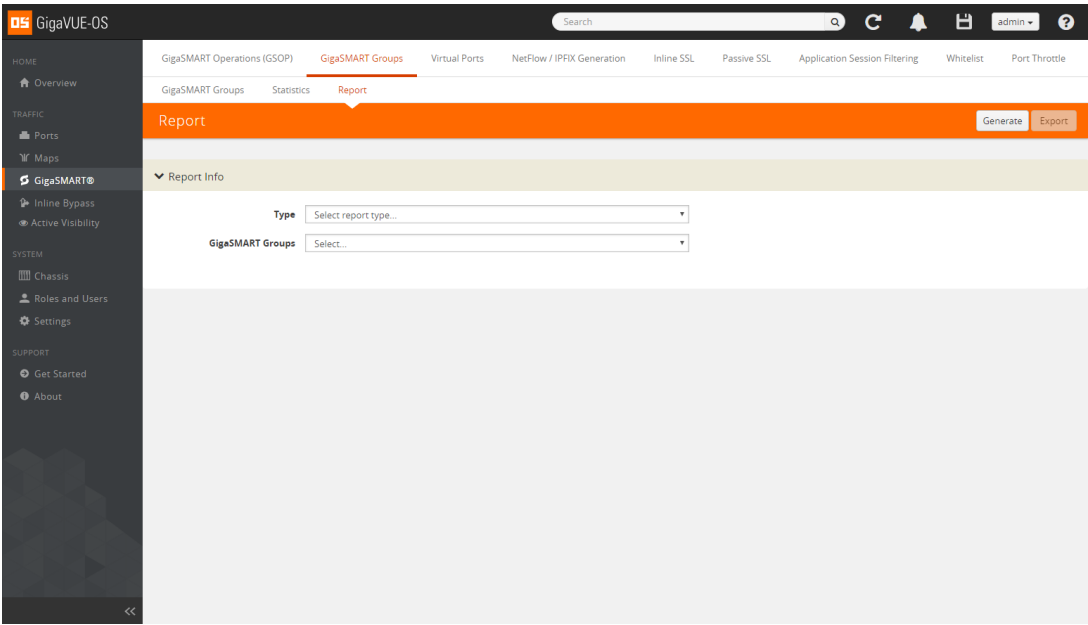 OS GigaVUE-OS
Search
admin
HOME
Overview
TRAFFIC
Ports
Maps
GigaSMART®
Inline Bypass
Active Visibility
SYSTEM
Chassis
Roles and Users
Settings
SUPPORT
Get Started
About
GigaSMART Operations (GSOP) GigaSMART Groups Virtual Ports NetFlow / IPFIX Generation Inline SSL Passive SSL Application Session Filtering Whitelist Port Throttle
GigaSMART Groups Statistics Report
Report Generate Export
Report Info
Type Select report type...
GigaSMART Groups Select...